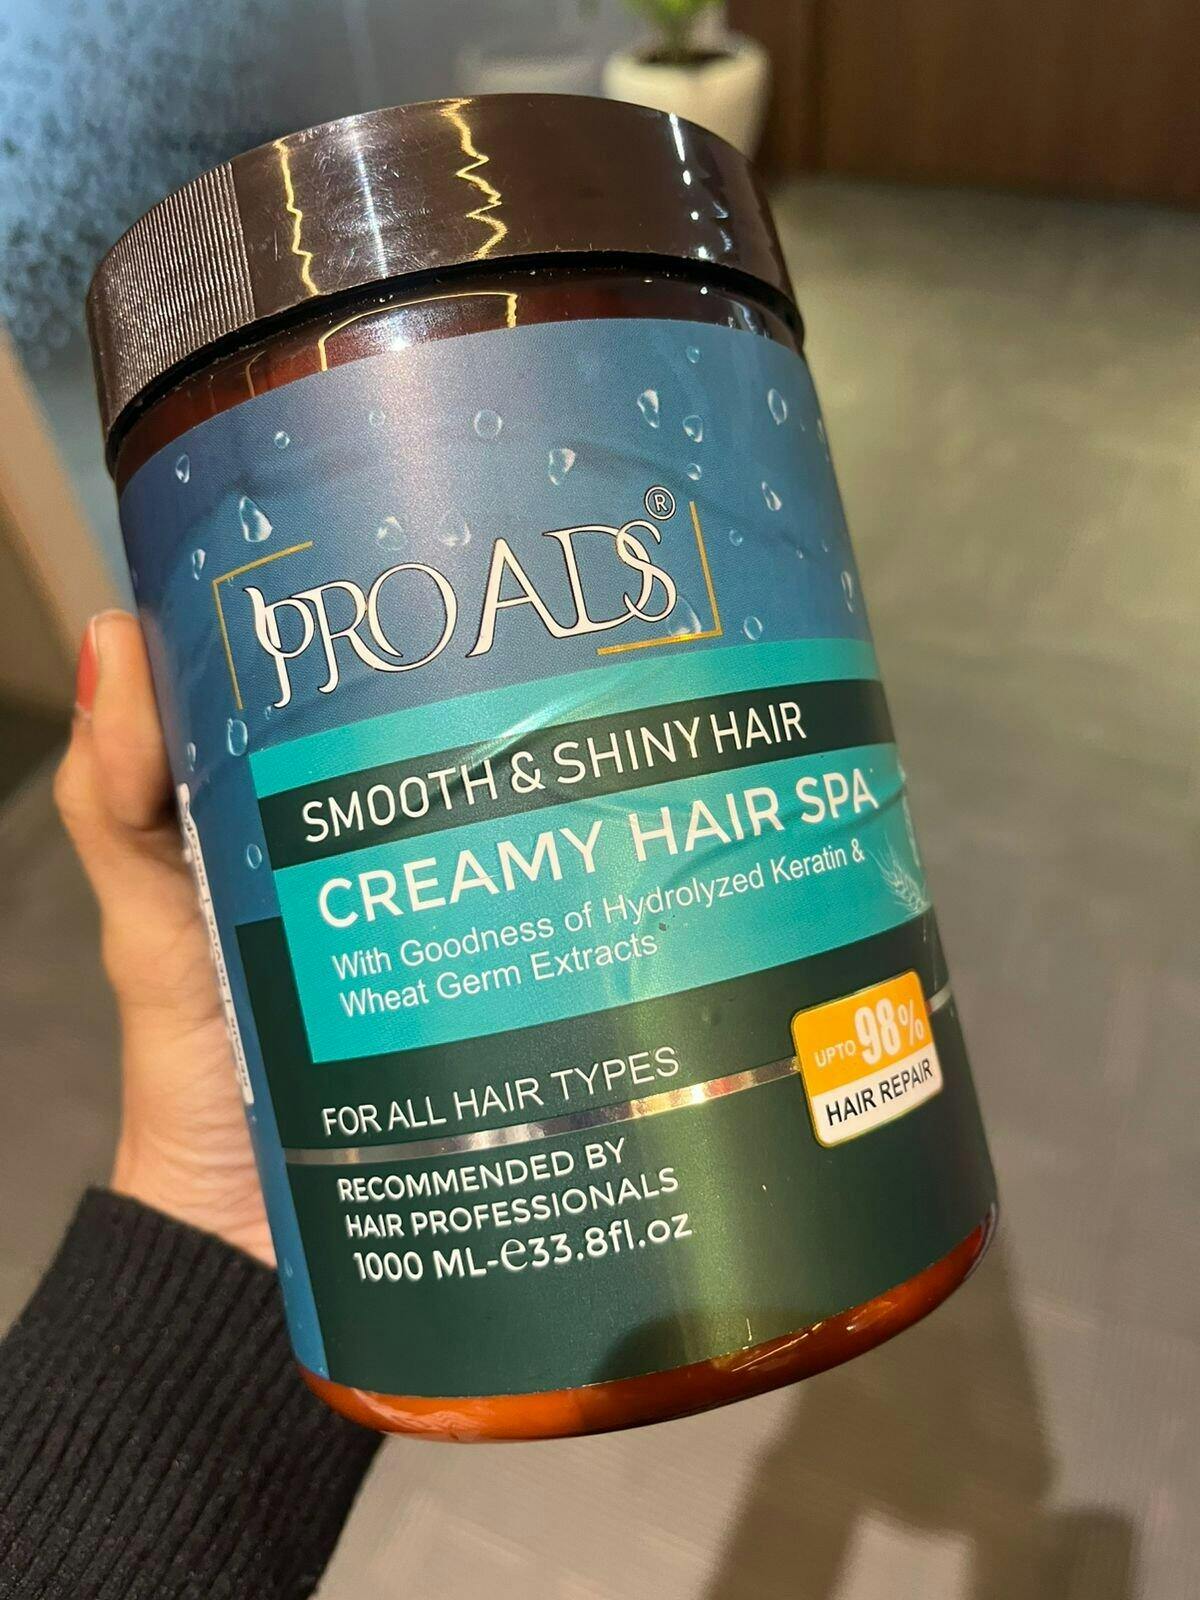 PRO ADS®
SMOOTH & SHINY HAIR
CREAMY HAIR SPA
With Goodness of Hydrolyzed Keratin &
Wheat Germ Extracts
UPTO 98%
HAIR REPAIR
FOR ALL HAIR TYPES
RECOMMENDED BY
HAIR PROFESSIONALS
1000 ML-℮33.8fl.oz